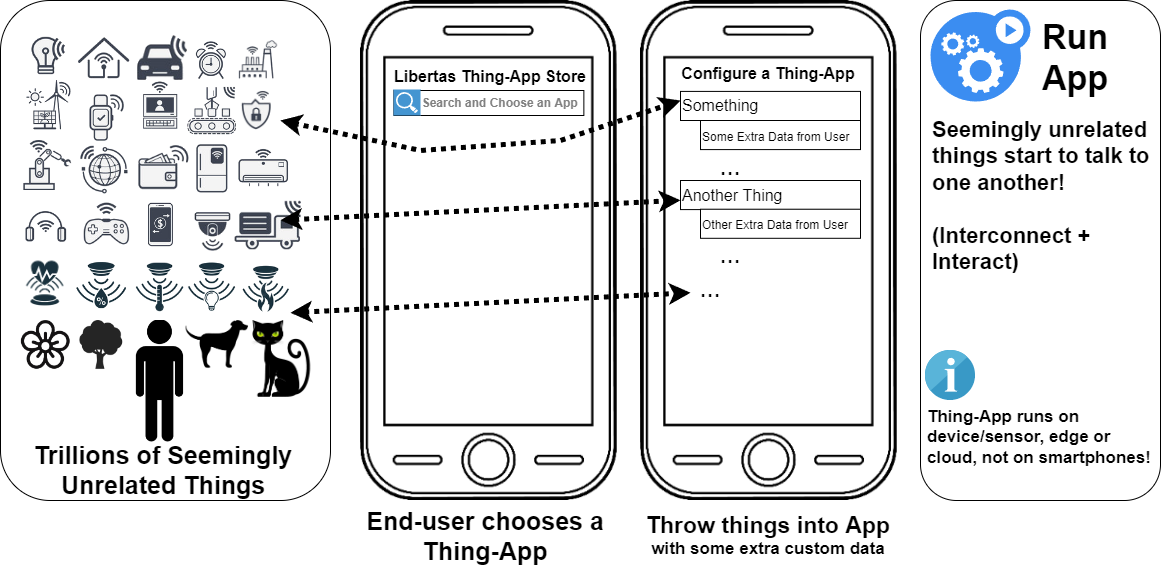 Trillions of Seemingly
Unrelated Things
Libertas Thing-App Store
Search and Choose an App
End-user chooses a
Thing-App
Configure a Thing-App
Something
Some Extra Data from User
...
Another Thing
Other Extra Data from User
...
...
Throw things into App
with some extra custom data
Run
App
Seemingly unrelated
things start to talk to
one another!
(Interconnect +
Interact)
i
Thing-App runs on
device/sensor, edge or
cloud, not on smartphones!
$
%